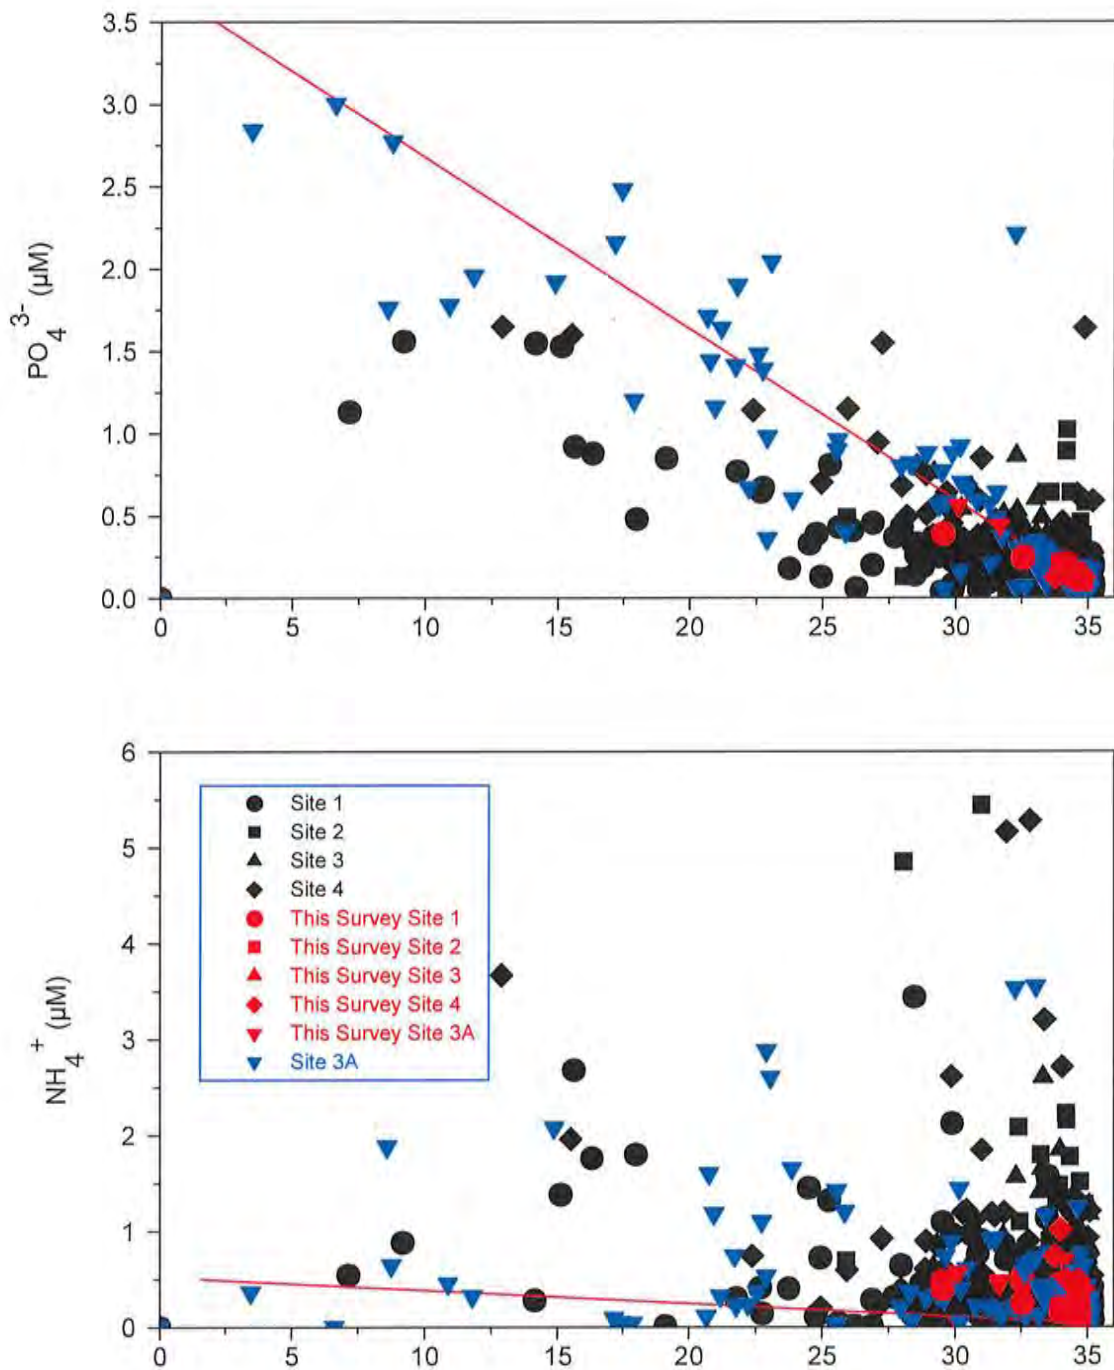 3.5
3.0
2.5
2.0
1.5
1.0
0.5
0.0
PO₄³⁻ (µM)
0 5 10 15 20 25 30 35
6
5
4
3
2
1
0
NH₄⁺ (µM)
Site 1
Site 2
Site 3
Site 4
This Survey Site 1
This Survey Site 2
This Survey Site 3
This Survey Site 4
This Survey Site 3A
Site 3A
0 5 10 15 20 25 30 35